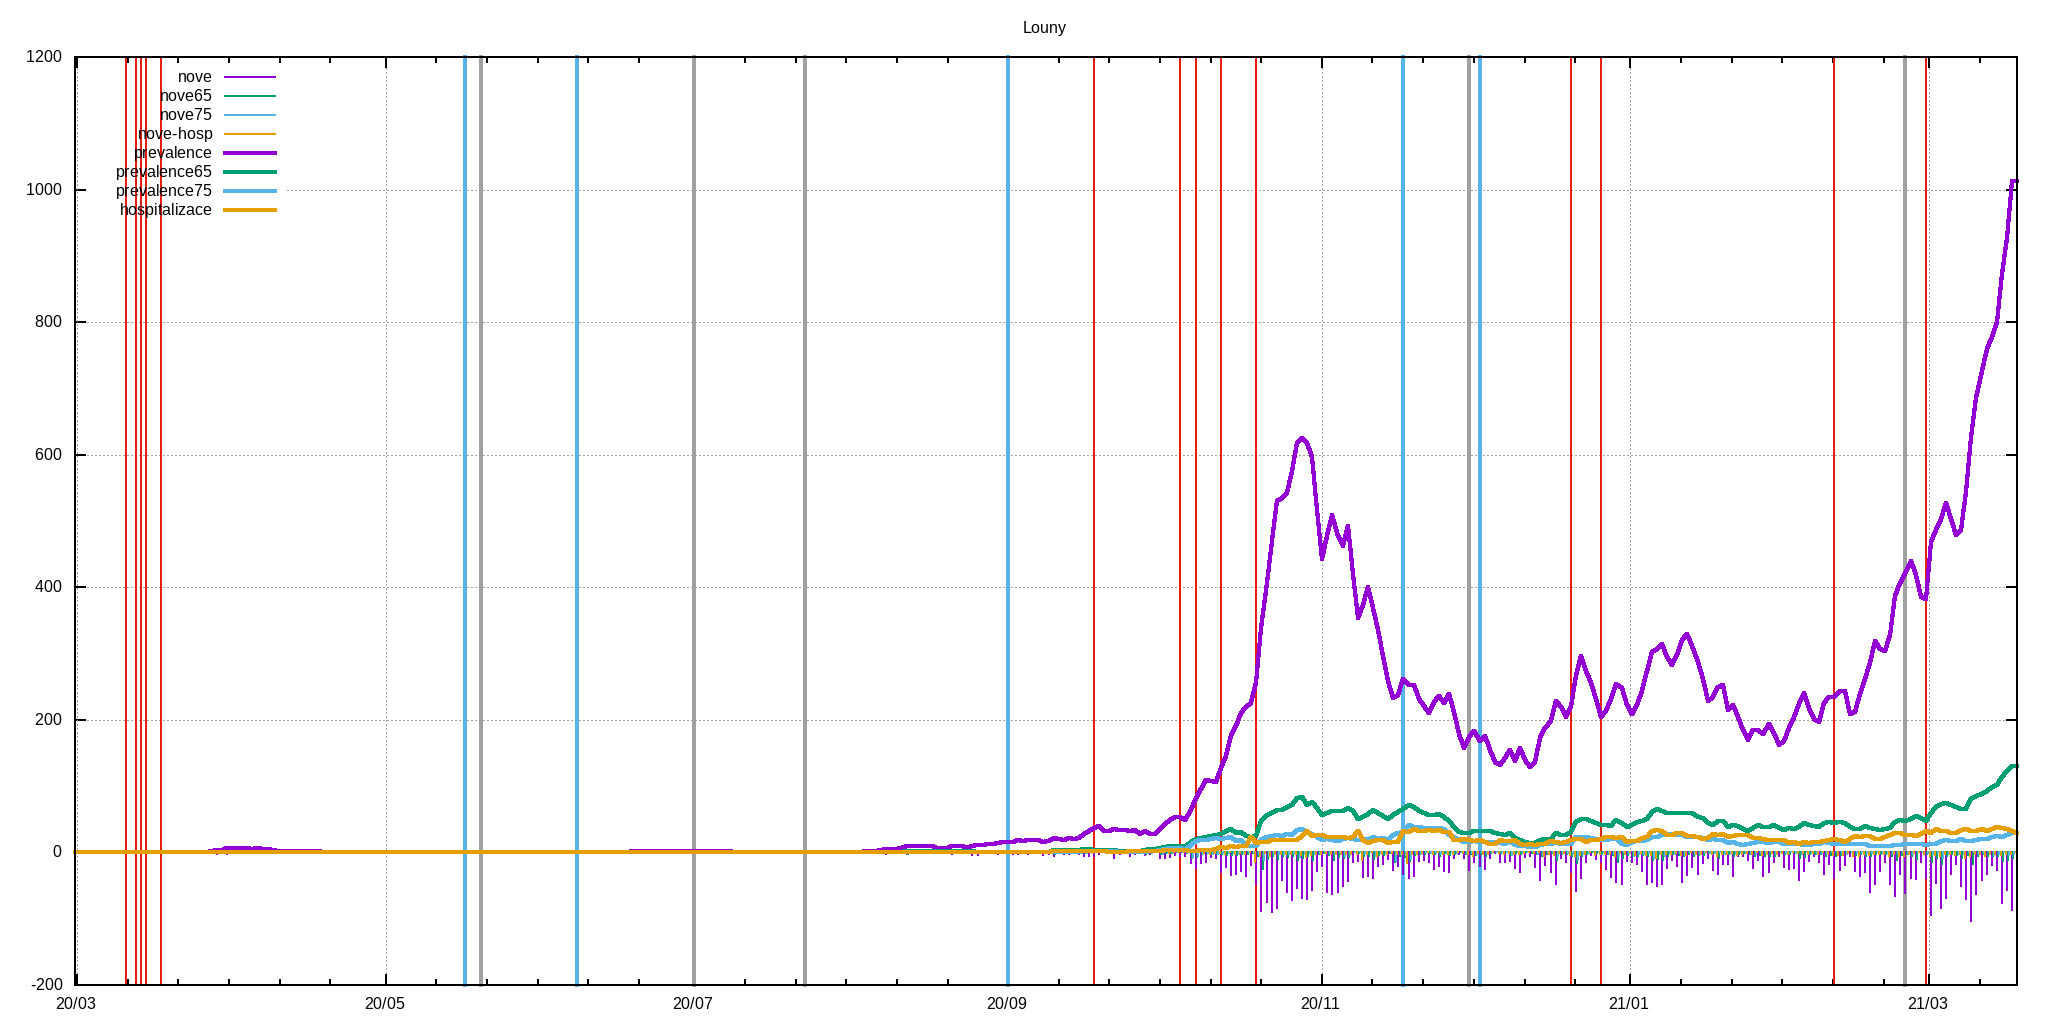 Louny
1200
1000
800
600
400
200
0
-200
nove
nove65
nove75
nove-hosp
prevalence
prevalence65
prevalence75
hospitalizace
20/03 20/05 20/07 20/09 20/11 21/01 21/03